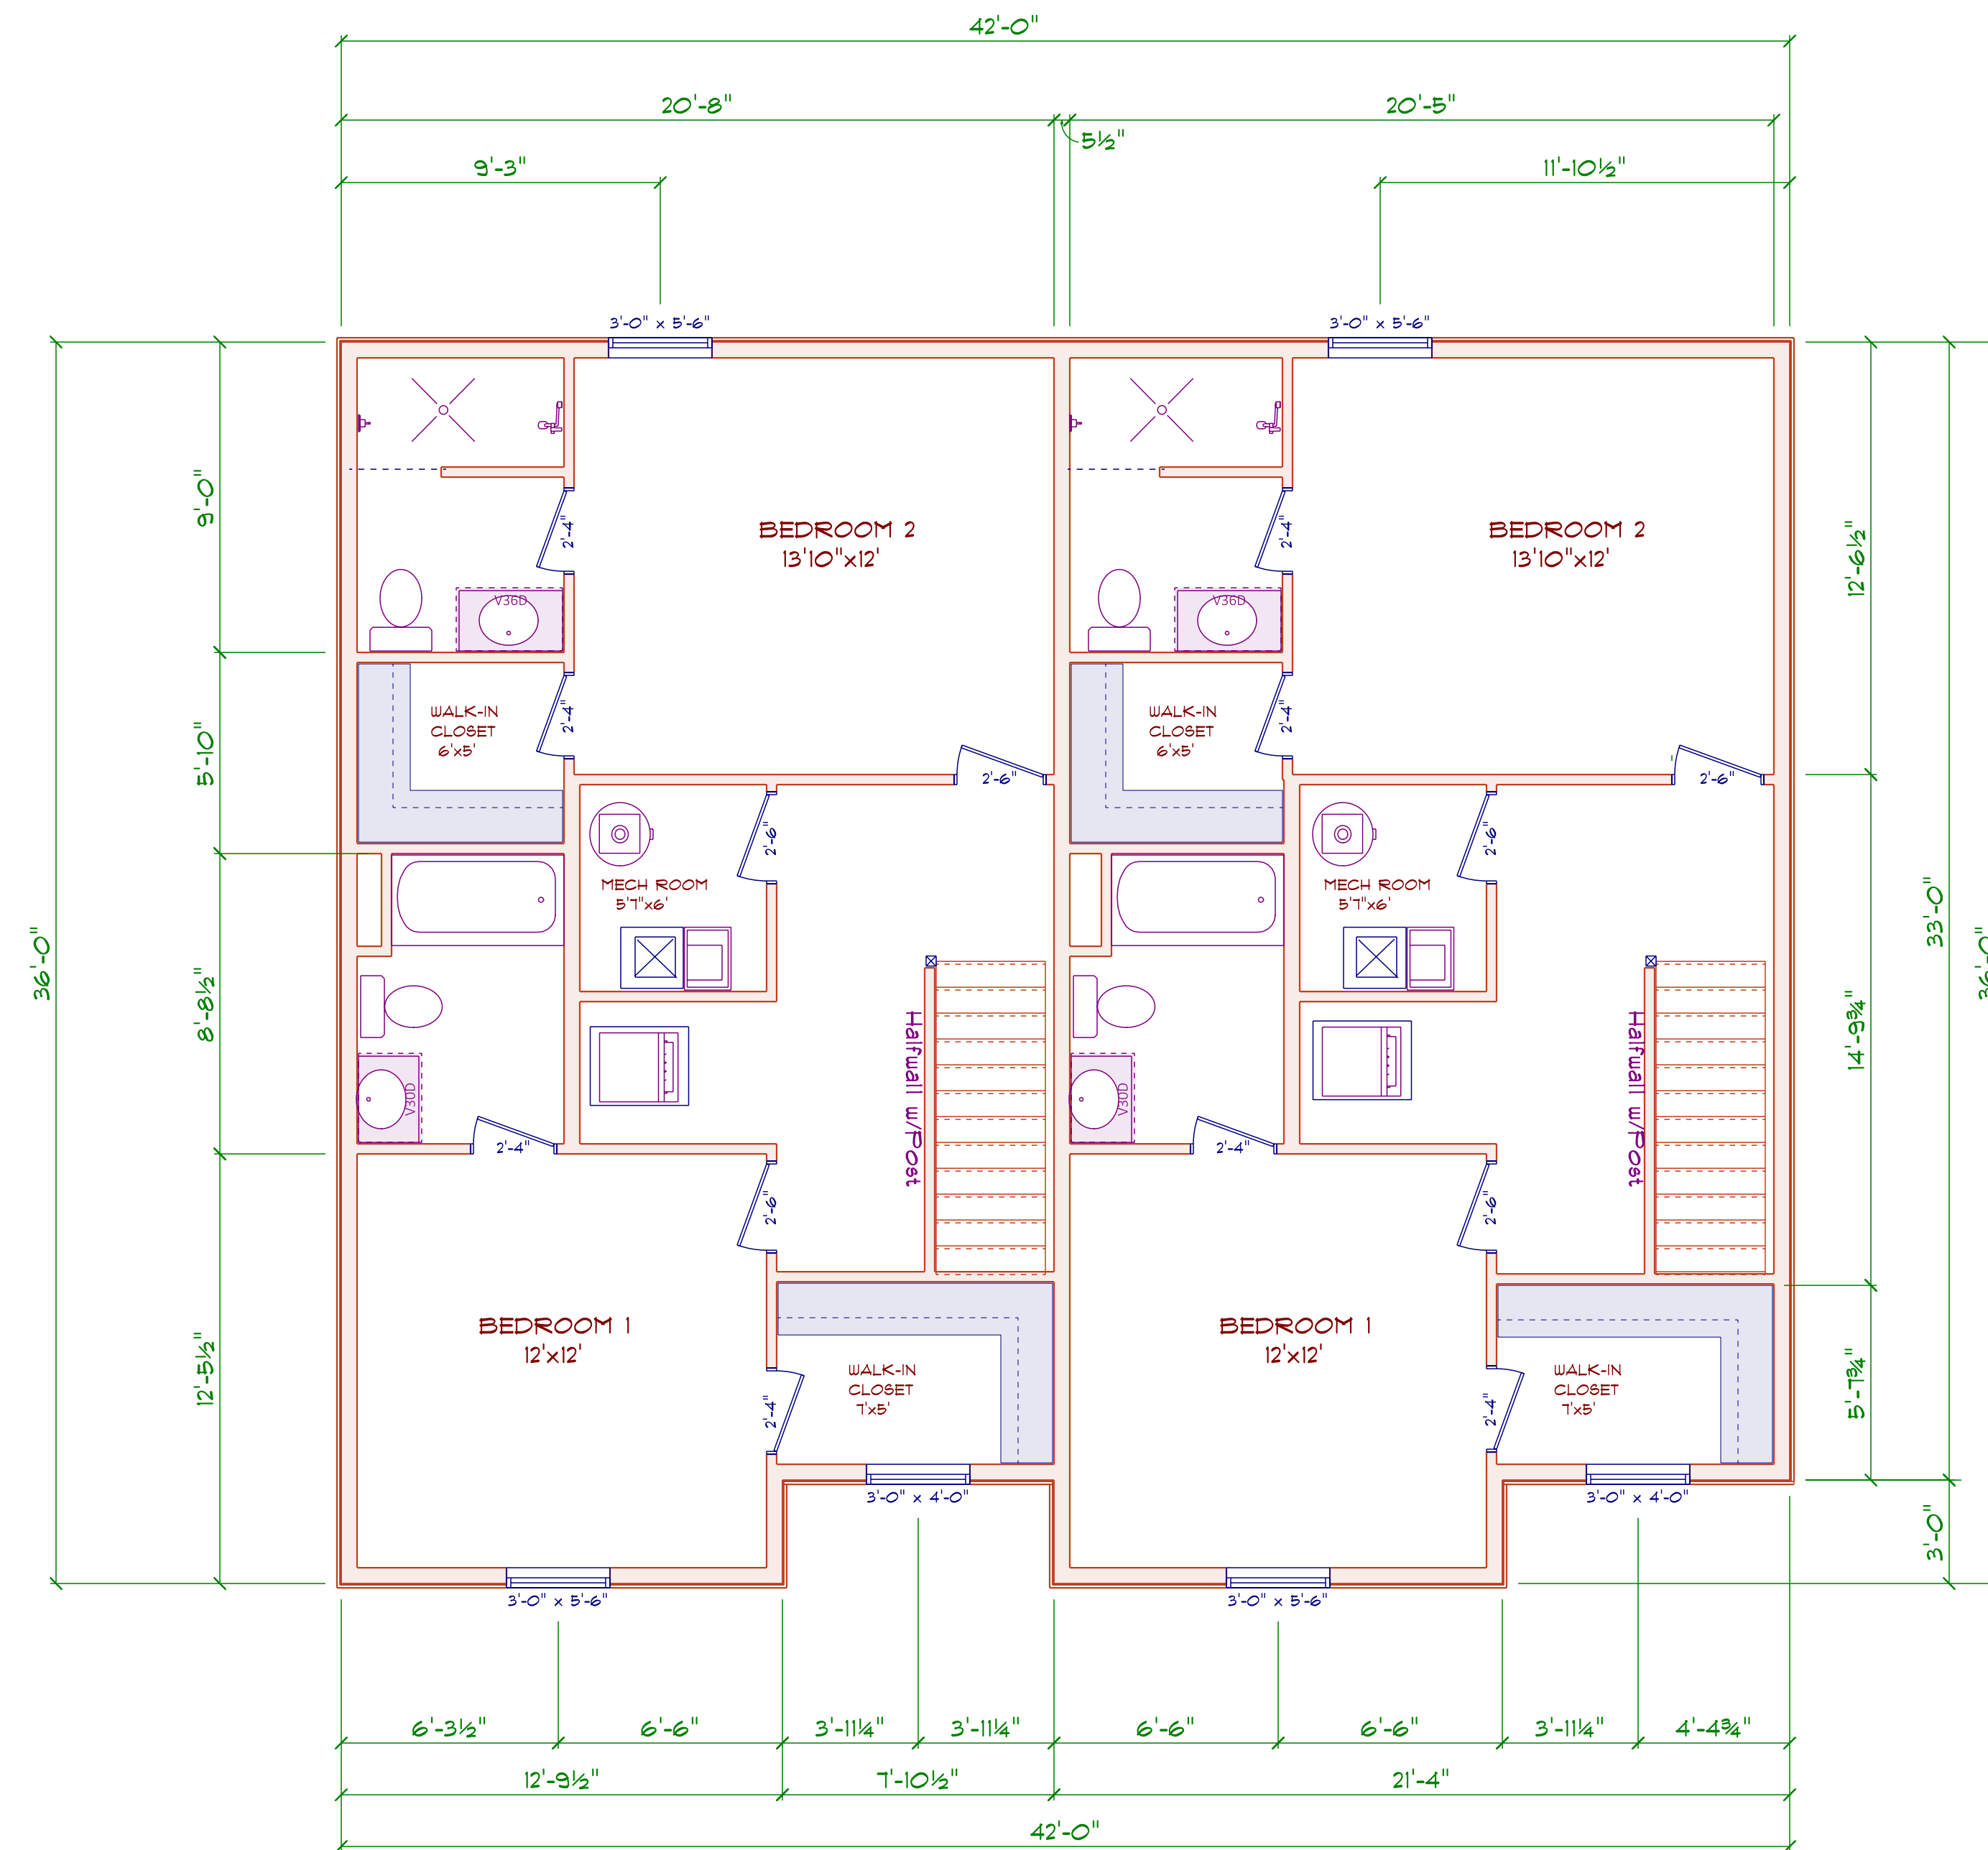 42'-0"
20'-8"
20'-5"
5½"
9'-3"
11'-10½"
3'-0" x 5'-6"
3'-0" x 5'-6"
9'-0"
2'-4"
BEDROOM 2
13'10"x12'
2'-4"
BEDROOM 2
13'10"x12'
12'-6½"
V36D
V36D
5'-10"
WALK-IN
CLOSET
6'x5'
2'-4"
2'-6"
WALK-IN
CLOSET
6'x5'
2'-4"
2'-6"
36'-0"
8'-8½"
MECH ROOM
5'7"x6'
2'-6"
MECH ROOM
5'7"x6'
2'-6"
33'-0"
36'-0"
14'-9¾"
Halfwall w/Post
Halfwall w/Post
V30D
V30D
2'-4"
2'-4"
2'-6"
2'-6"
12'-5½"
BEDROOM 1
12'x12'
WALK-IN
CLOSET
7'x5'
2'-4"
BEDROOM 1
12'x12'
WALK-IN
CLOSET
7'x5'
2'-4"
5'-7¾"
3'-0" x 4'-0"
3'-0" x 4'-0"
3'-0"
3'-0" x 5'-6"
3'-0" x 5'-6"
6'-3½"
6'-6"
3'-11¼"
3'-11¼"
6'-6"
6'-6"
3'-11¼"
4'-4¾"
12'-9½"
7'-10½"
21'-4"
42'-0"